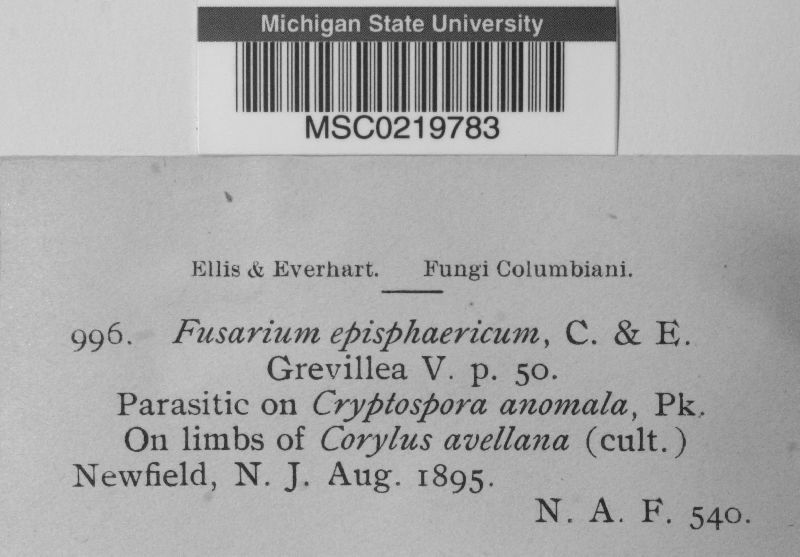 Michigan State University
MSC0219783
Ellis & Everhart. Fungi Columbiani.
996. Fusarium episphaericum, C. & E.
Grevillea V. p. 50.
Parasitic on Cryptospora anomala, Pk.
On limbs of Corylus avellana (cult.)
Newfield, N. J. Aug. 1895.
N. A. F. 540.